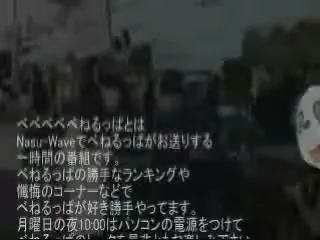 ぺぺぺぺぺねるっぱとは
Nasu-Waveでぺねるっぱがお送りする
一時間の番組です。
ぺねるっぱの勝手なランキングや
懺悔のコーナーなどで
ぺねるっぱが好き勝手やってます。
月曜日の夜10:00はパソコンの電源をつけて